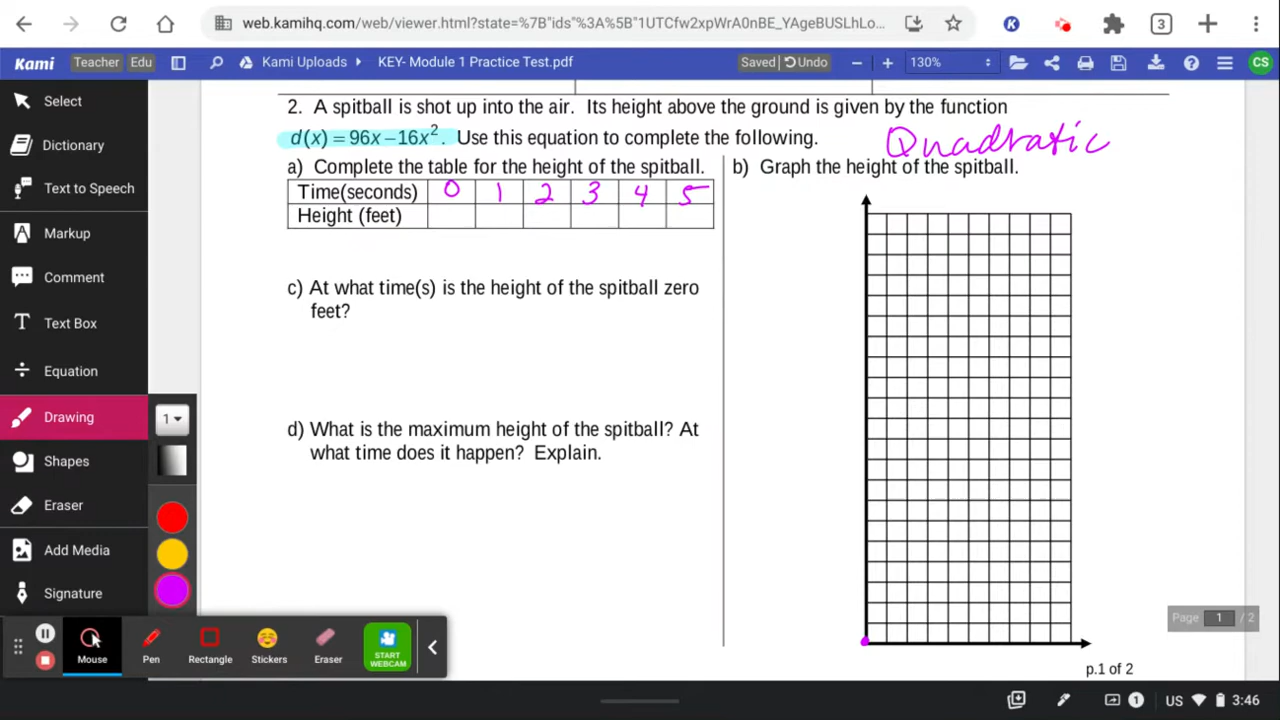 web.kamihq.com/web/viewer.html?state=%7B"ids"%3A%5B"1UTCfw2xpWrA0nBE_YAgeBUSLhLo...
3
Kami Teacher Edu
Kami Uploads
KEY- Module 1 Practice Test.pdf
Saved Undo
130%
CS
Select
Dictionary
Text to Speech
Markup
Comment
Text Box
Equation
Drawing
Shapes
Eraser
Add Media
Signature
1
2. A spitball is shot up into the air. Its height above the ground is given by the function
d(x) = 96x − 16x². Use this equation to complete the following.
Quadratic
a) Complete the table for the height of the spitball.
Time(seconds) 0 1 2 3 4 5
Height (feet)
c) At what time(s) is the height of the spitball zero
feet?
d) What is the maximum height of the spitball? At
what time does it happen? Explain.
b) Graph the height of the spitball.
Page 1 / 2
p.1 of 2
Mouse
Pen
Rectangle
Stickers
Eraser
START
WEBCAM
1 US 3:46